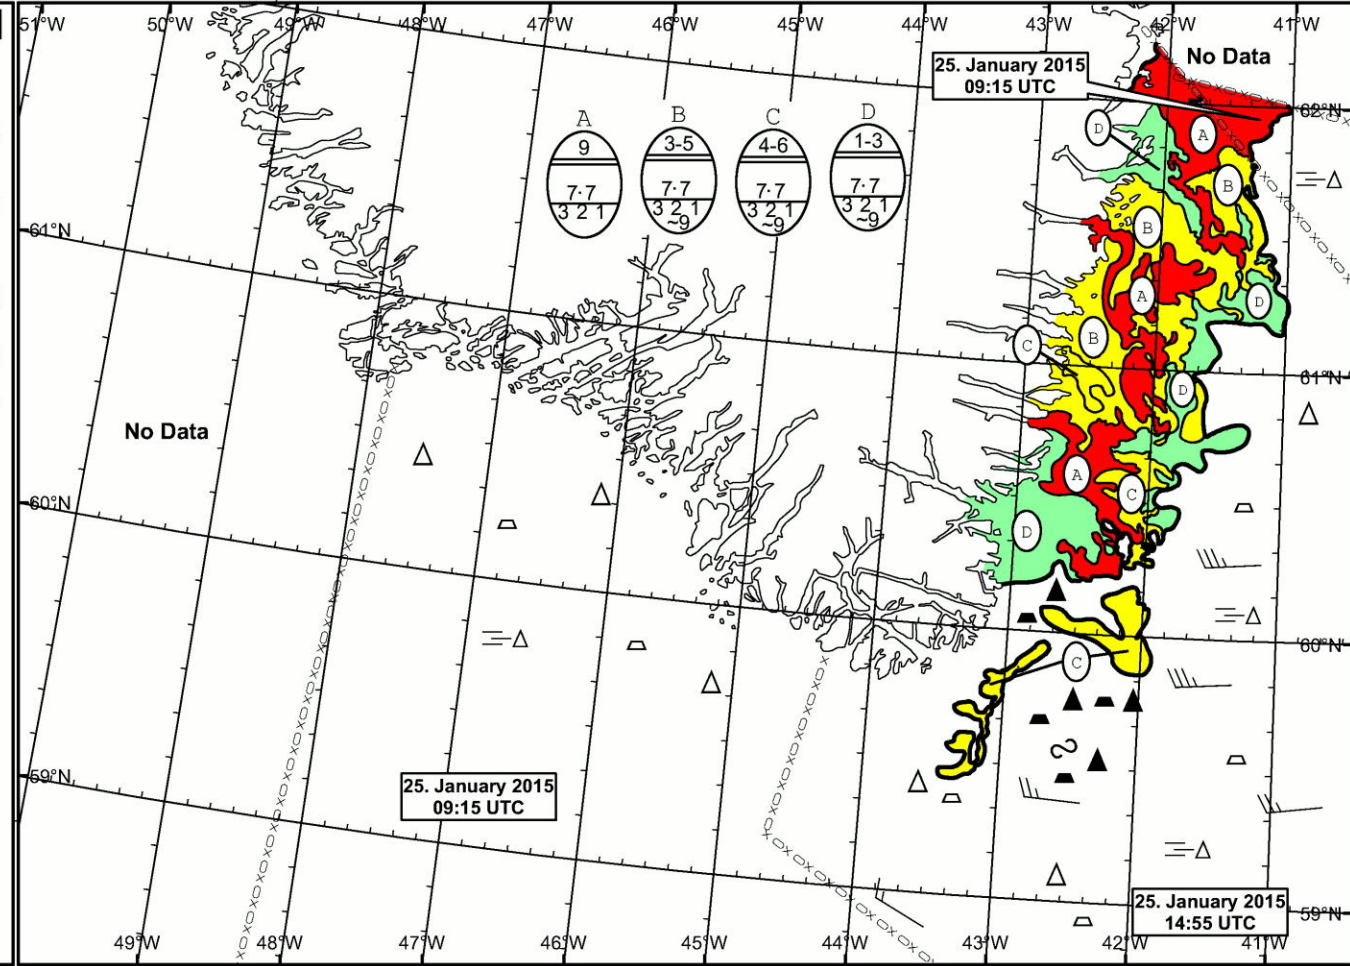 51°W 50°W 49°W 48°W 47°W 46°W 45°W 44°W 43°W 42°W 41°W
No Data
25. January 2015
09:15 UTC
62°N
A B C D
9 3-5 4-6 1-3
7·7 7·7 7·7 7·7
3 2 1 3 2 1 3 2 1 3 2 1
~9 ~9 ~9
D
A
B
B
61°N
A
D
B
C
D
61°N
No Data
A
C
60°N
D
60°N
C
59°N
25. January 2015
09:15 UTC
25. January 2015
14:55 UTC
59°N
49°W 48°W 47°W 46°W 45°W 44°W 43°W 42°W 41°W